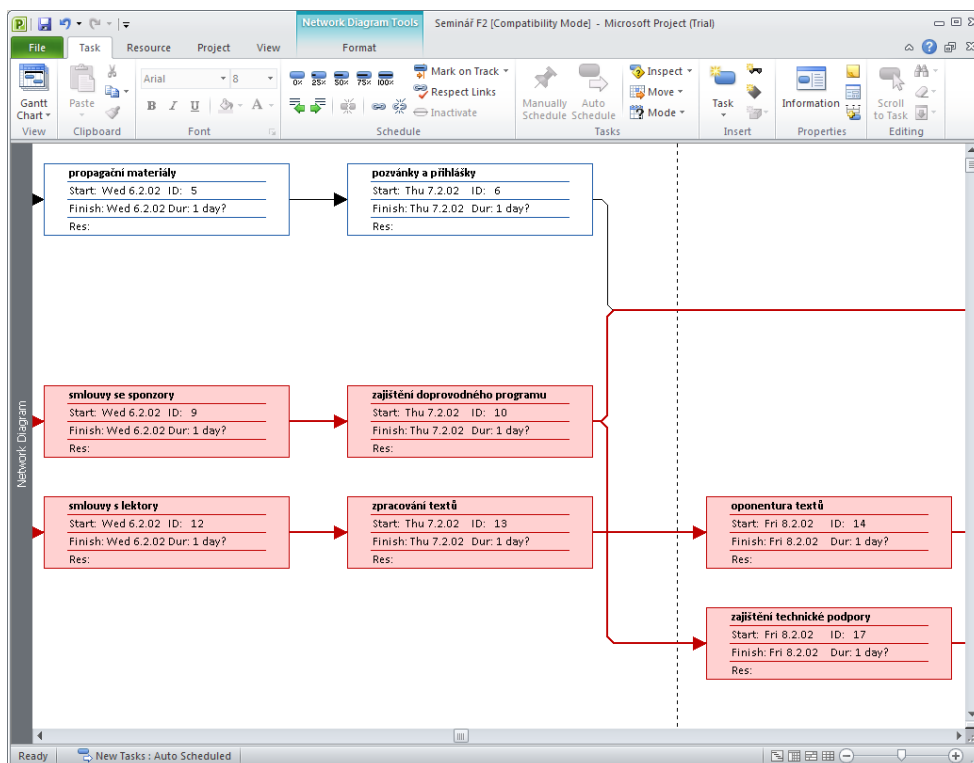 Network Diagram Tools
Seminář F2 [Compatibility Mode] - Microsoft Project (Trial)
File Task Resource Project View Format
Gantt Chart
View
Paste
Clipboard
Arial 8
B I U A
Font
0% 25% 50% 75% 100%
Mark on Track
Respect Links
Inactivate
Schedule
Manually Schedule
Auto Schedule
Inspect
Move
Mode
Tasks
Task
Insert
Information
Properties
Scroll to Task
Editing
Network Diagram
propagační materiály
Start: Wed 6.2.02 ID: 5
Finish: Wed 6.2.02 Dur: 1 day?
Res:
pozvánky a přihlášky
Start: Thu 7.2.02 ID: 6
Finish: Thu 7.2.02 Dur: 1 day?
Res:
smlouvy se sponzory
Start: Wed 6.2.02 ID: 9
Finish: Wed 6.2.02 Dur: 1 day?
Res:
zajištění doprovodného programu
Start: Thu 7.2.02 ID: 10
Finish: Thu 7.2.02 Dur: 1 day?
Res:
smlouvy s lektory
Start: Wed 6.2.02 ID: 12
Finish: Wed 6.2.02 Dur: 1 day?
Res:
zpracování textů
Start: Thu 7.2.02 ID: 13
Finish: Thu 7.2.02 Dur: 1 day?
Res:
oponentura textů
Start: Fri 8.2.02 ID: 14
Finish: Fri 8.2.02 Dur: 1 day?
Res:
zajištění technické podpory
Start: Fri 8.2.02 ID: 17
Finish: Fri 8.2.02 Dur: 1 day?
Res:
Ready New Tasks : Auto Scheduled